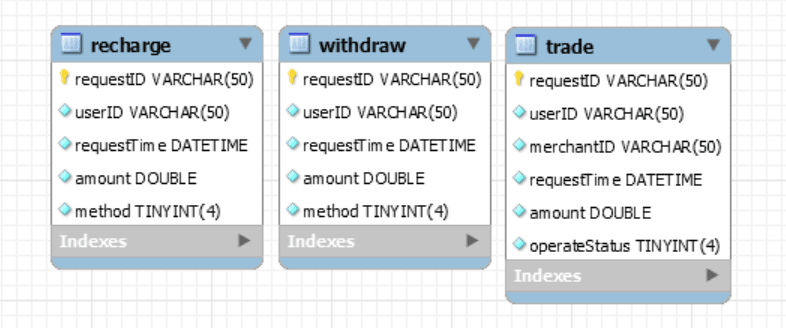 recharge
requestID VARCHAR(50)
userID VARCHAR(50)
requestTime DATETIME
amount DOUBLE
method TINYINT(4)
Indexes
withdraw
requestID VARCHAR(50)
userID VARCHAR(50)
requestTime DATETIME
amount DOUBLE
method TINYINT(4)
Indexes
trade
requestID VARCHAR(50)
userID VARCHAR(50)
merchantID VARCHAR(50)
requestTime DATETIME
amount DOUBLE
operateStatus TINYINT(4)
Indexes